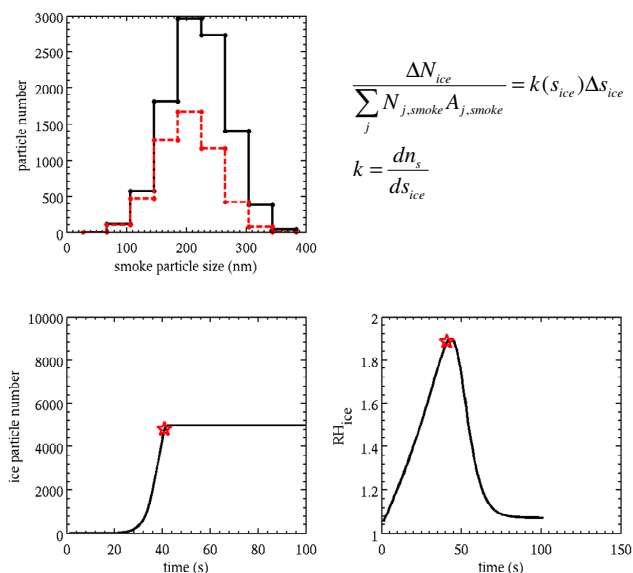 3000
2500
2000
1500
1000
500
0
particle number
0 100 200 300 400
smoke particle size (nm)
ΔN_ice / ∑_j N_{j,smoke} A_{j,smoke} = k(s_ice)Δs_ice
k = dn_s / ds_ice
10000
8000
6000
4000
2000
0
ice particle number
0 20 40 60 80 100
time (s)
2
1.8
1.6
1.4
1.2
1
RH_ice
0 50 100 150
time (s)